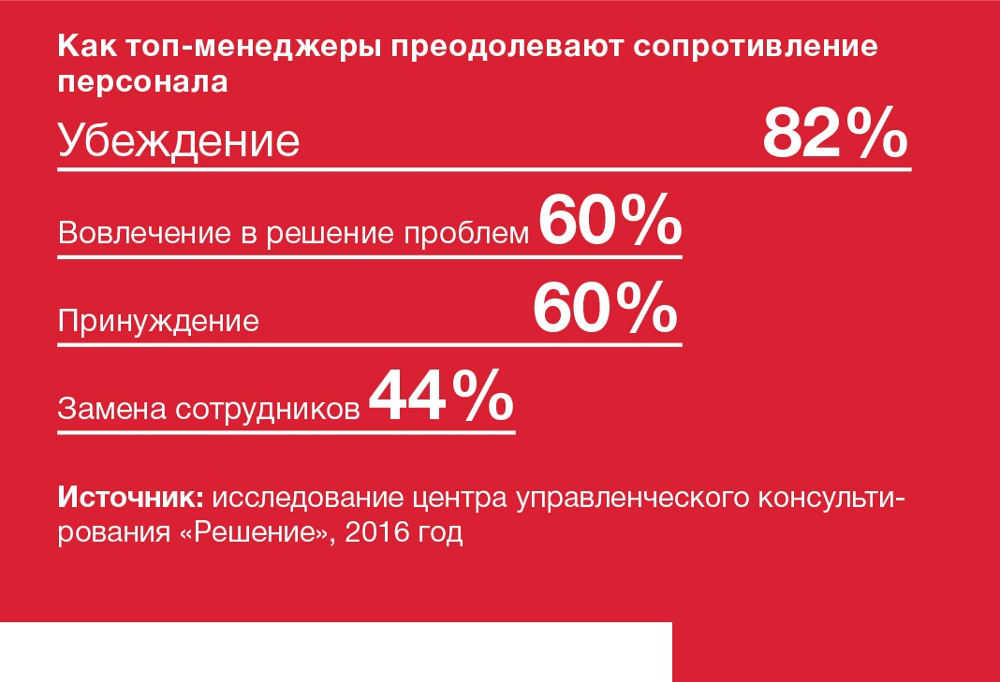 Как топ-менеджеры преодолевают сопротивление
персонала
Убеждение 82%
Вовлечение в решение проблем 60%
Принуждение 60%
Замена сотрудников 44%
Источник: исследование центра управленческого консульти-
рования «Решение», 2016 год